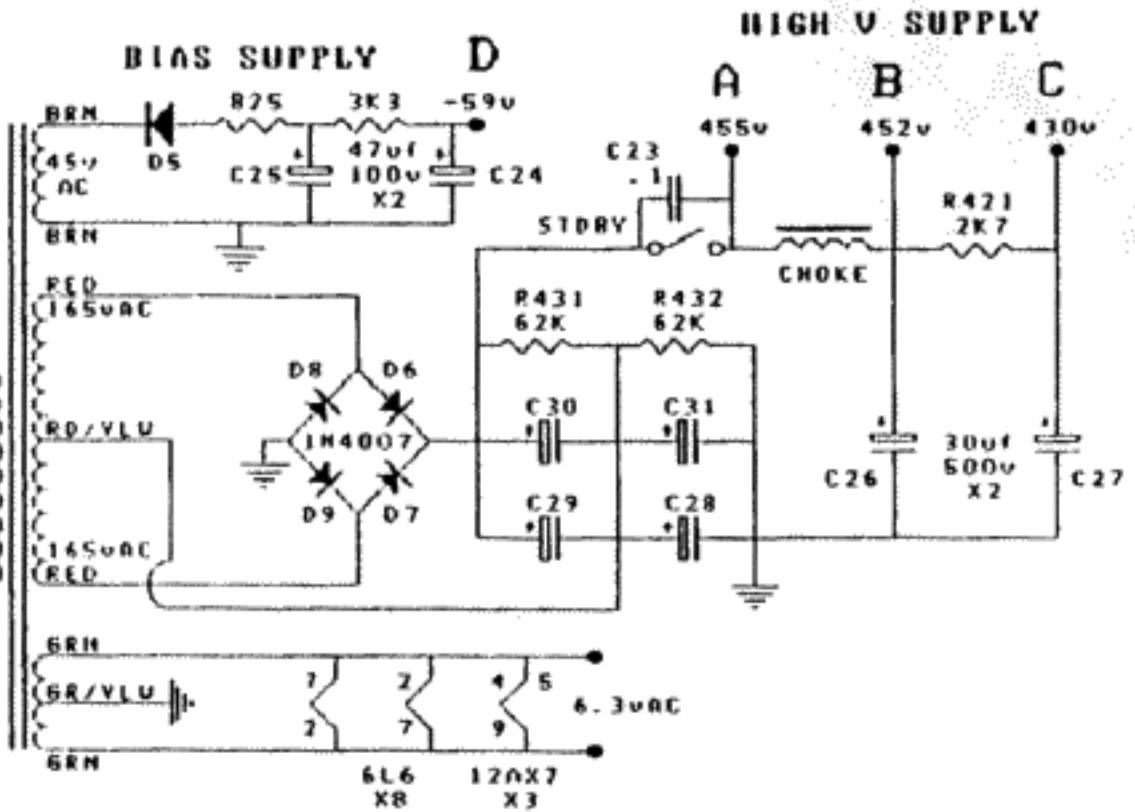 HIGH V SUPPLY
BIAS SUPPLY
D
A
B
C
BRN
D5
825
3K3
-59v
455v
452v
430v
45v
AC
C25
47uf
100v
X2
C24
C23
.1
STDBY
BRN
CHOKE
R421
2K7
RED
165vAC
R431
62K
R432
62K
D8
D6
1N4007
D9
D7
RD/YLW
C30
C31
C29
C28
C26
30uf
500v
X2
C27
165vAC
RED
GRN
GR/YLW
GRN
7
2
2
7
4
5
9
6.3vAC
6L6
X8
12AX7
X3